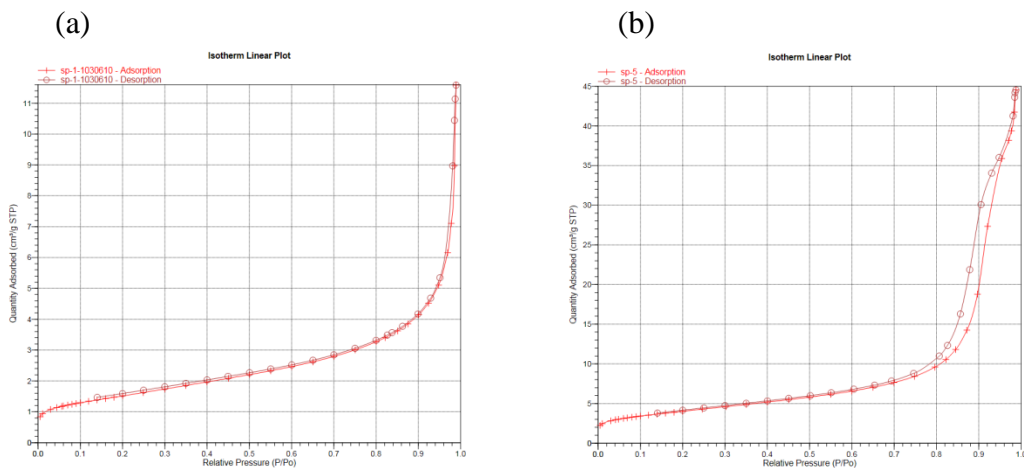 (a)
(b)
Isotherm Linear Plot
sp-1-1030610 - Adsorption
sp-1-1030610 - Desorption
Quantity Adsorbed (cm³/g STP)
11
10
9
8
7
6
5
4
3
2
1
0
0.0 0.1 0.2 0.3 0.4 0.5 0.6 0.7 0.8 0.9 1.0
Relative Pressure (P/Po)
Isotherm Linear Plot
sp-5 - Adsorption
sp-5 - Desorption
Quantity Adsorbed (cm³/g STP)
45
40
35
30
25
20
15
10
5
0
0.0 0.1 0.2 0.3 0.4 0.5 0.6 0.7 0.8 0.9 1.0
Relative Pressure (P/Po)